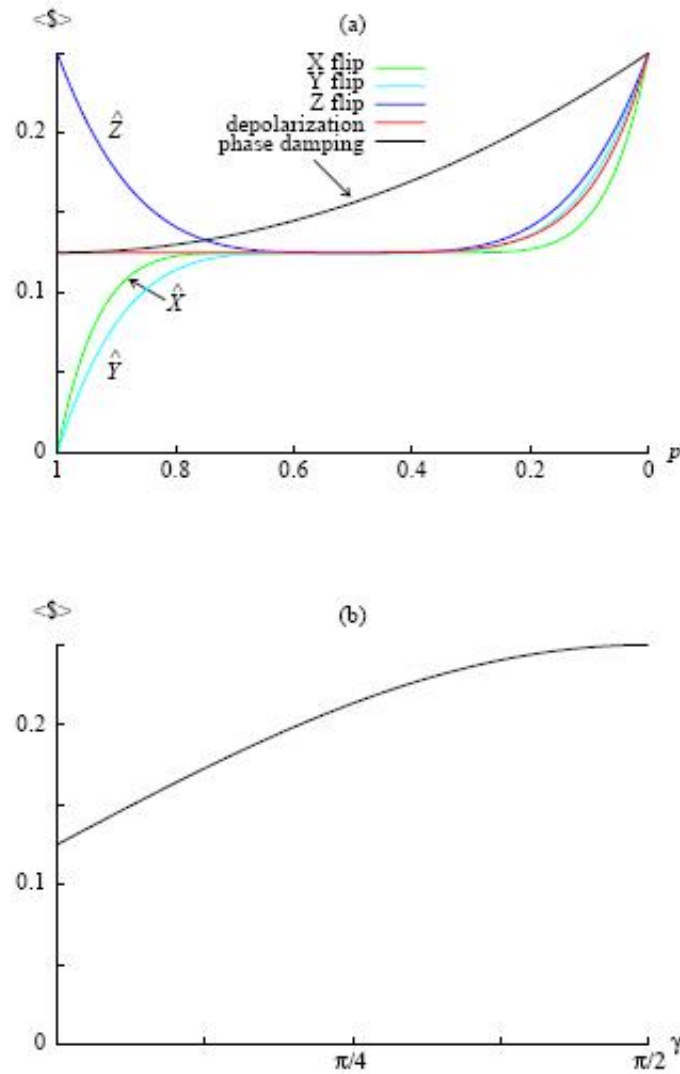 <$>
(a)
X flip
Y flip
Z flip
depolarization
phase damping
0.2
Ẑ
0.1
X̂
Ŷ
0
1 0.8 0.6 0.4 0.2 0 p
<$>
(b)
0.2
0.1
0
π/4 π/2 γ